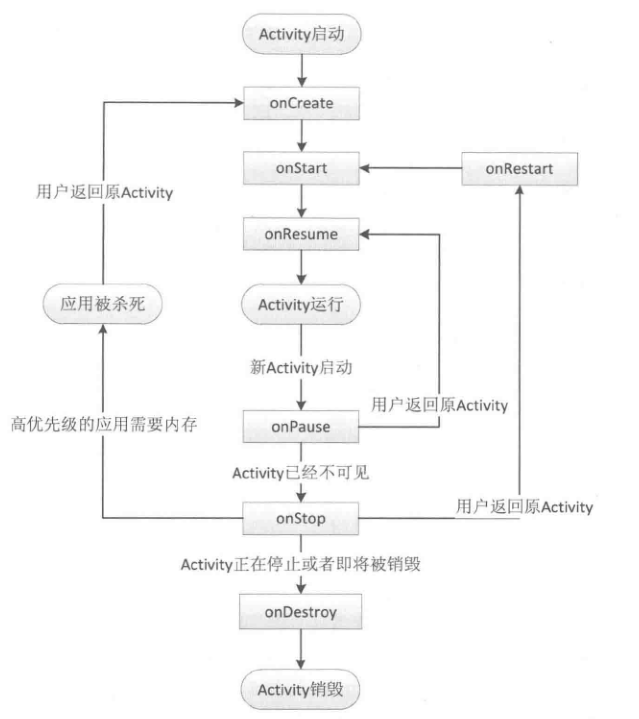 Activity启动
onCreate
onStart
onRestart
用户返回原Activity
onResume
应用被杀死
Activity运行
新Activity启动
用户返回原Activity
高优先级的应用需要内存
onPause
Activity已经不可见
用户返回原Activity
onStop
Activity正在停止或者即将被销毁
onDestroy
Activity销毁